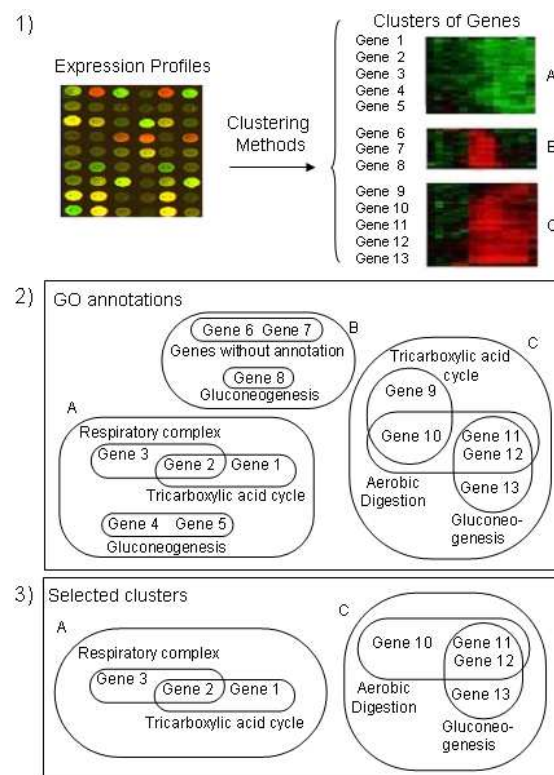 1)
Expression Profiles
Clustering
Methods
Clusters of Genes
Gene 1
Gene 2
Gene 3
Gene 4
Gene 5
A
Gene 6
Gene 7
Gene 8
B
Gene 9
Gene 10
Gene 11
Gene 12
Gene 13
C
2) GO annotations
B
Gene 6 Gene 7
Genes without annotation
Gene 8
Gluconeogenesis
A
Respiratory complex
Gene 3
Gene 2 Gene 1
Tricarboxylic acid cycle
Gene 4 Gene 5
Gluconeogenesis
C
Tricarboxylic acid
cycle
Gene 9
Gene 10
Gene 11
Gene 12
Aerobic
Digestion
Gene 13
Gluconeo-
genesis
3) Selected clusters
A
Respiratory complex
Gene 3
Gene 2 Gene 1
Tricarboxylic acid cycle
C
Gene 10
Gene 11
Gene 12
Aerobic
Digestion
Gene 13
Gluconeo-
genesis